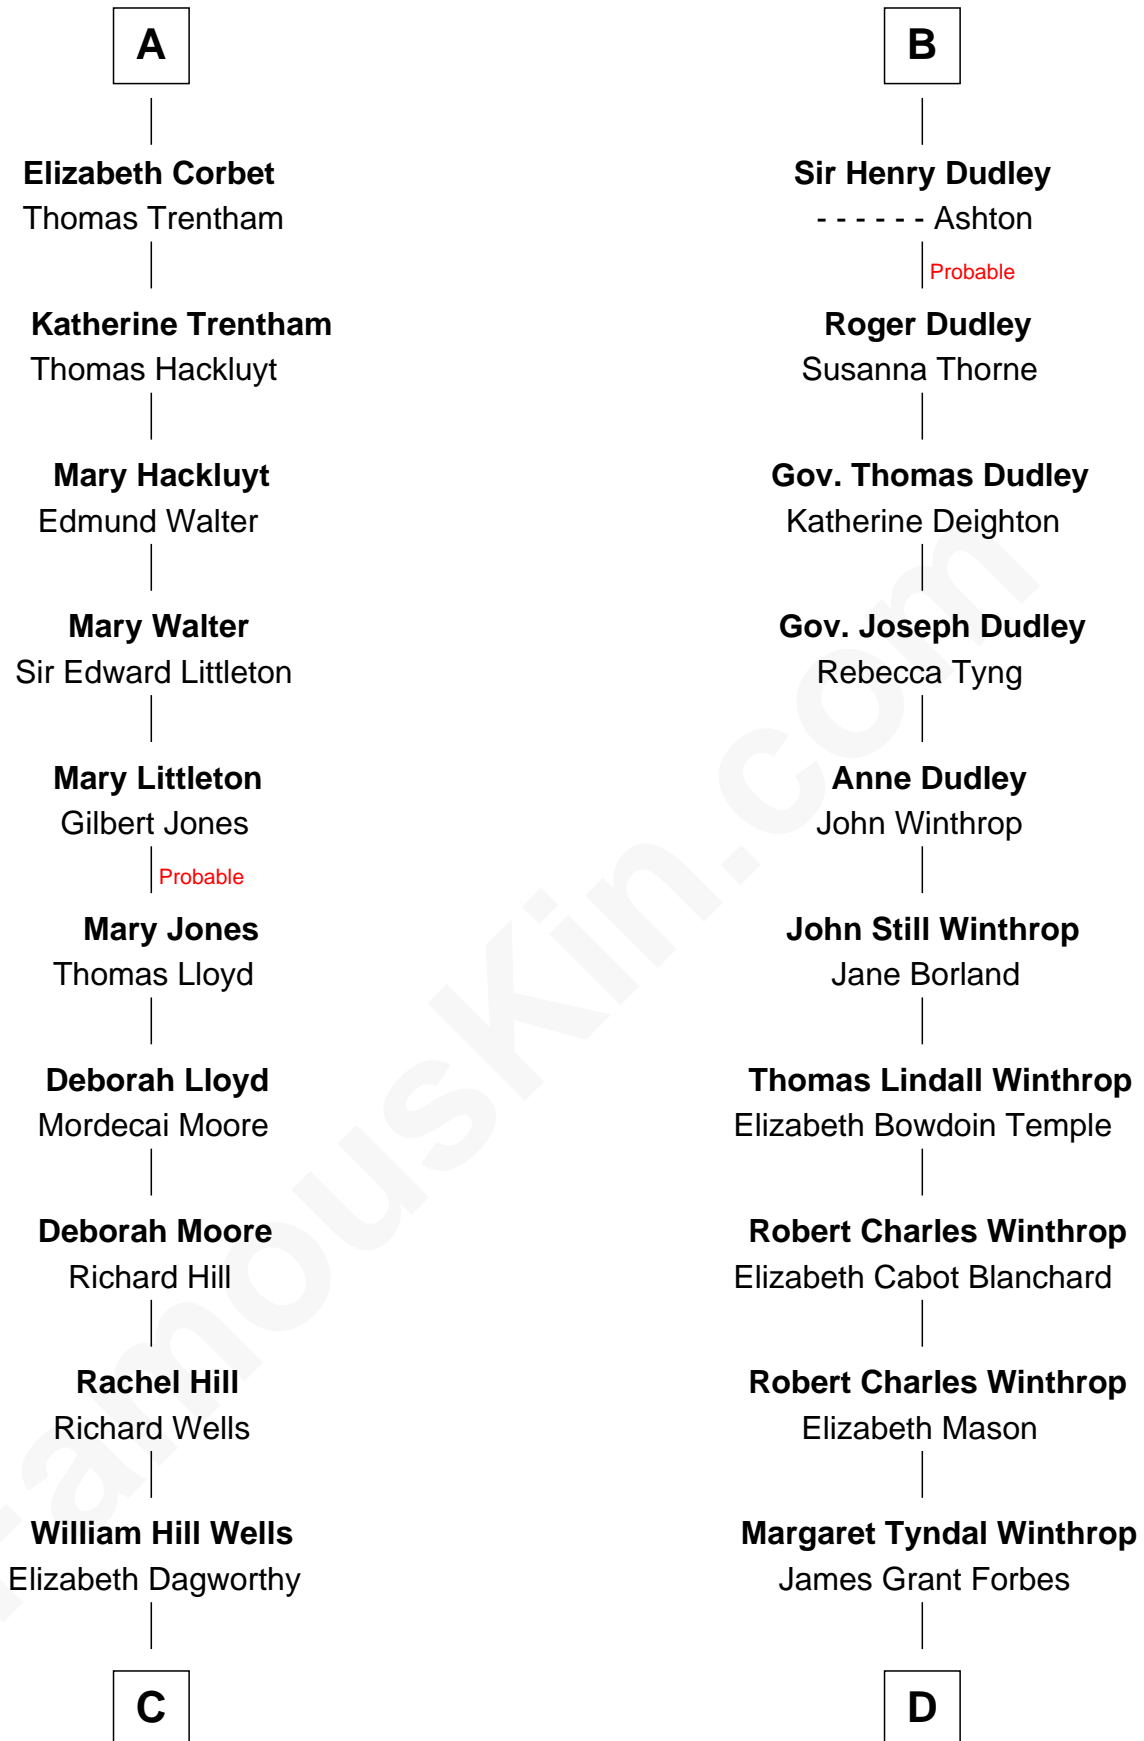 A
Elizabeth Corbet
Thomas Trentham
Katherine Trentham
Thomas Hackluyt
Mary Hackluyt
Edmund Walter
Mary Walter
Sir Edward Littleton
Mary Littleton
Gilbert Jones
Probable
Mary Jones
Thomas Lloyd
Deborah Lloyd
Mordecai Moore
Deborah Moore
Richard Hill
Rachel Hill
Richard Wells
William Hill Wells
Elizabeth Dagworthy
C
B
Sir Henry Dudley
- - - - - - Ashton
Probable
Roger Dudley
Susanna Thorne
Gov. Thomas Dudley
Katherine Deighton
Gov. Joseph Dudley
Rebecca Tyng
Anne Dudley
John Winthrop
John Still Winthrop
Jane Borland
Thomas Lindall Winthrop
Elizabeth Bowdoin Temple
Robert Charles Winthrop
Elizabeth Cabot Blanchard
Robert Charles Winthrop
Elizabeth Mason
Margaret Tyndal Winthrop
James Grant Forbes
D
FamousKin.com